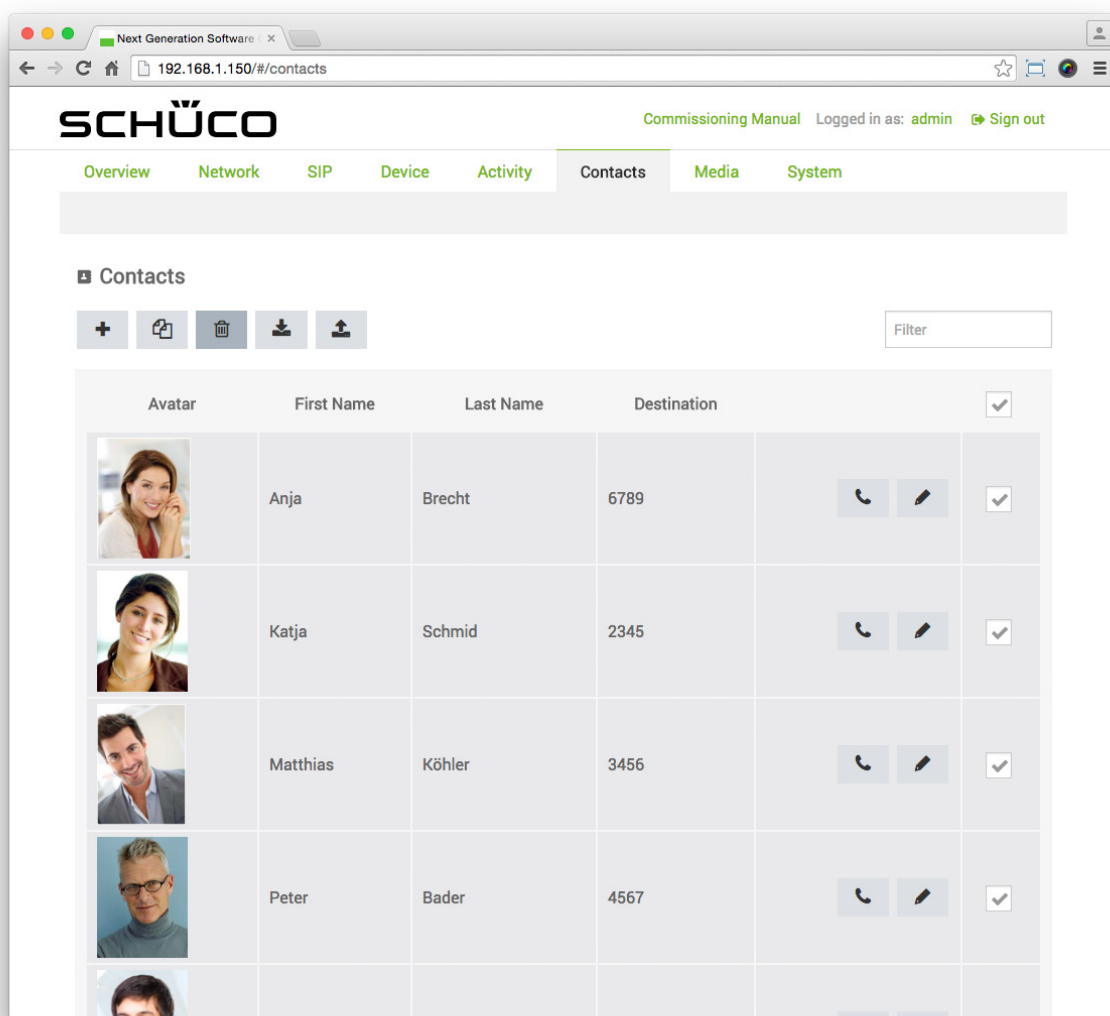 Next Generation Software
192.168.1.150/#/contacts
SCHÜCO
Commissioning Manual Logged in as: admin Sign out
Overview Network SIP Device Activity Contacts Media System
Contacts
Filter
Avatar First Name Last Name Destination
Anja Brecht 6789
Katja Schmid 2345
Matthias Köhler 3456
Peter Bader 4567